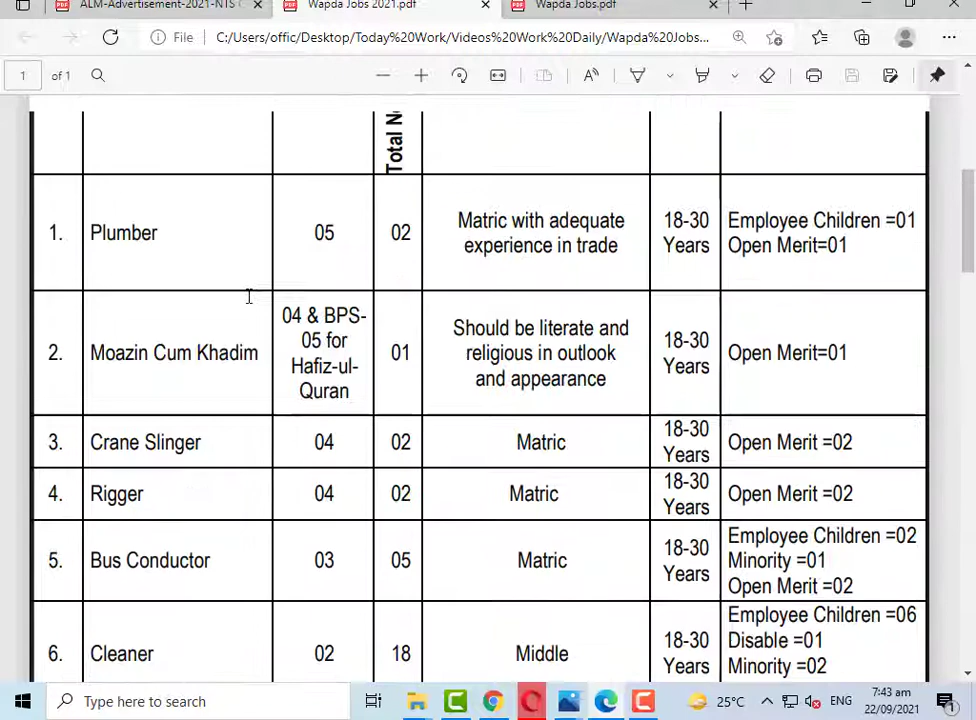 ALM-Advertisement-2021-NTS
Wapda Jobs 2021.pdf
Wapda Jobs.pdf
File
C:/Users/offic/Desktop/Today%20Work/Videos%20Work%20Daily/Wapda%20Jobs...
1
of 1
Total N
1.
Plumber
05
02
Matric with adequate
experience in trade
18-30
Years
Employee Children =01
Open Merit=01
2.
Moazin Cum Khadim
04 & BPS-
05 for
Hafiz-ul-
Quran
01
Should be literate and
religious in outlook
and appearance
18-30
Years
Open Merit=01
3.
Crane Slinger
04
02
Matric
18-30
Years
Open Merit =02
4.
Rigger
04
02
Matric
18-30
Years
Open Merit =02
5.
Bus Conductor
03
05
Matric
18-30
Years
Employee Children =02
Minority =01
Open Merit =02
6.
Cleaner
02
18
Middle
18-30
Years
Employee Children =06
Disable =01
Minority =02
Type here to search
25°C
ENG
7:43 am
22/09/2021
1